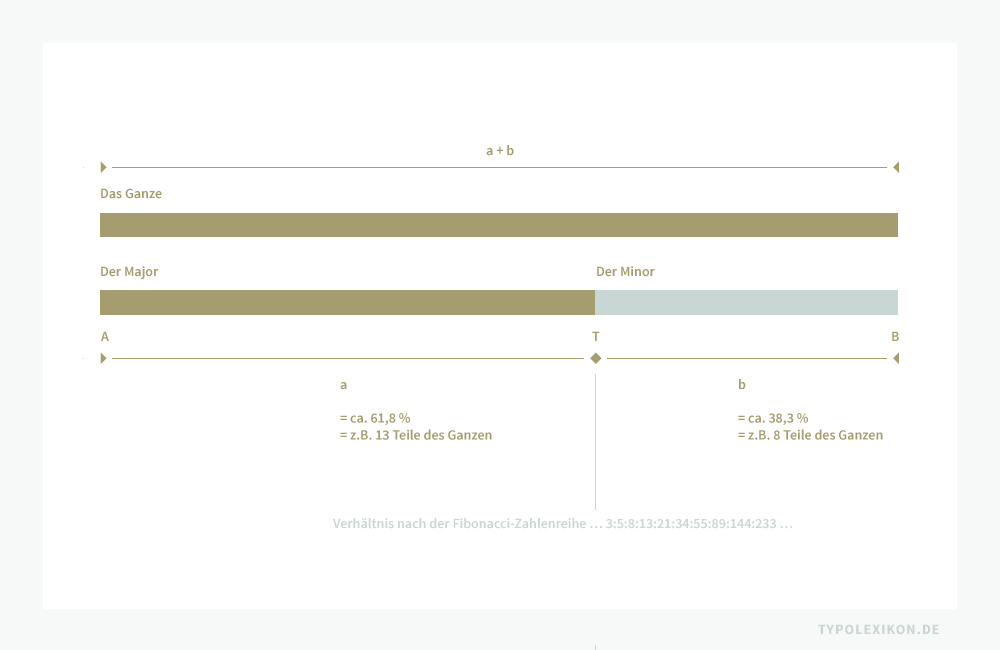 a + b
Das Ganze
Der Major
Der Minor
A
T
B
a
b
= ca. 61,8 %
= z.B. 13 Teile des Ganzen
= ca. 38,3 %
= z.B. 8 Teile des Ganzen
Verhältnis nach der Fibonacci-Zahlenreihe … 3:5:8:13:21:34:55:89:144:233 …
TYPOLEXIKON.DE